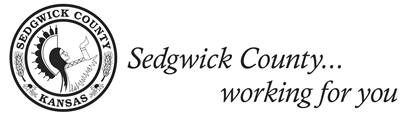 SEDGWICK COUNTY
KANSAS
Sedgwick County...
working for you